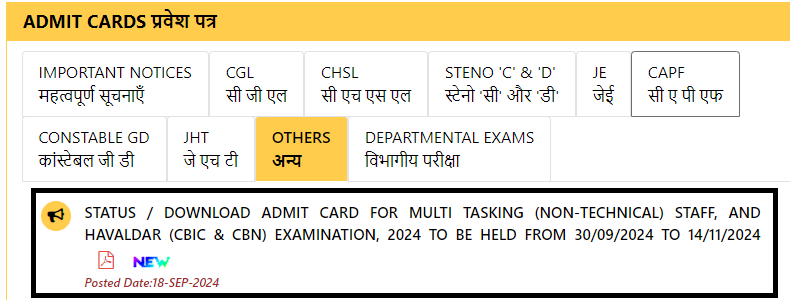 ADMIT CARDS प्रवेश पत्र
IMPORTANT NOTICES
महत्वपूर्ण सूचनाएँ
CGL
सी जी एल
CHSL
सी एच एस एल
STENO 'C' & 'D'
स्टेनो 'सी' और 'डी'
JE
जेई
CAPF
सी ए पी एफ
CONSTABLE GD
कांस्टेबल जी डी
JHT
जे एच टी
OTHERS
अन्य
DEPARTMENTAL EXAMS
विभागीय परीक्षा
STATUS / DOWNLOAD ADMIT CARD FOR MULTI TASKING (NON-TECHNICAL) STAFF, AND
HAVALDAR (CBIC & CBN) EXAMINATION, 2024 TO BE HELD FROM 30/09/2024 TO 14/11/2024
NEW
Posted Date:18-SEP-2024